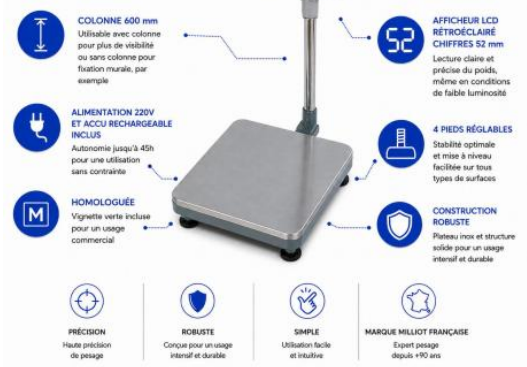 COLONNE 600 mm
Utilisable avec colonne
pour plus de visibilité
ou sans colonne pour
fixation murale, par
exemple
ALIMENTATION 220V
ET ACCU RECHARGEABLE
INCLUS
Autonomie jusqu'à 45h
pour une utilisation
sans contrainte
M
HOMOLOGUÉE
Vignette verte incluse
pour un usage
commercial
52
AFFICHEUR LCD
RÉTROÉCLAIRÉ
CHIFFRES 52 mm
Lecture claire et
précise du poids,
même en conditions
de faible luminosité
4 PIEDS RÉGLABLES
Stabilité optimale
et mise à niveau
facilitée sur tous
types de surfaces
CONSTRUCTION
ROBUSTE
Plateau inox et structure
solide pour un usage
intensif et durable
PRÉCISION
Haute précision
de pesage
ROBUSTE
Conçue pour un usage
intensif et durable
SIMPLE
Utilisation facile
et intuitive
MARQUE MILLIOT FRANÇAISE
Expert pesage
depuis +90 ans